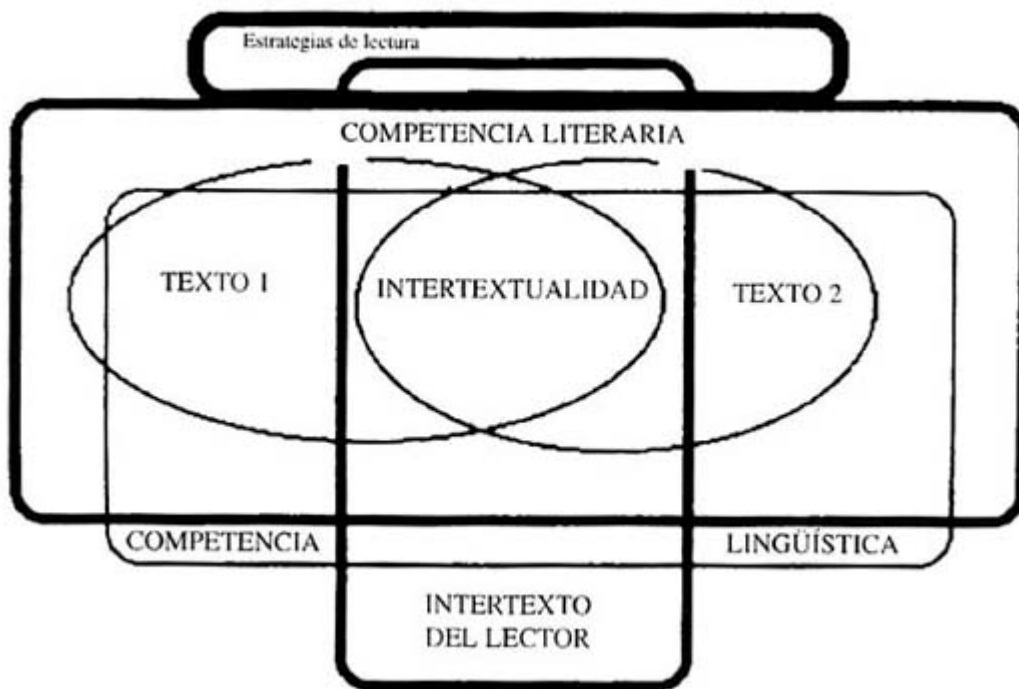 Estrategias de lectura
COMPETENCIA LITERARIA
TEXTO 1
INTERTEXTUALIDAD
TEXTO 2
COMPETENCIA
LINGÜÍSTICA
INTERTEXTO
DEL LECTOR